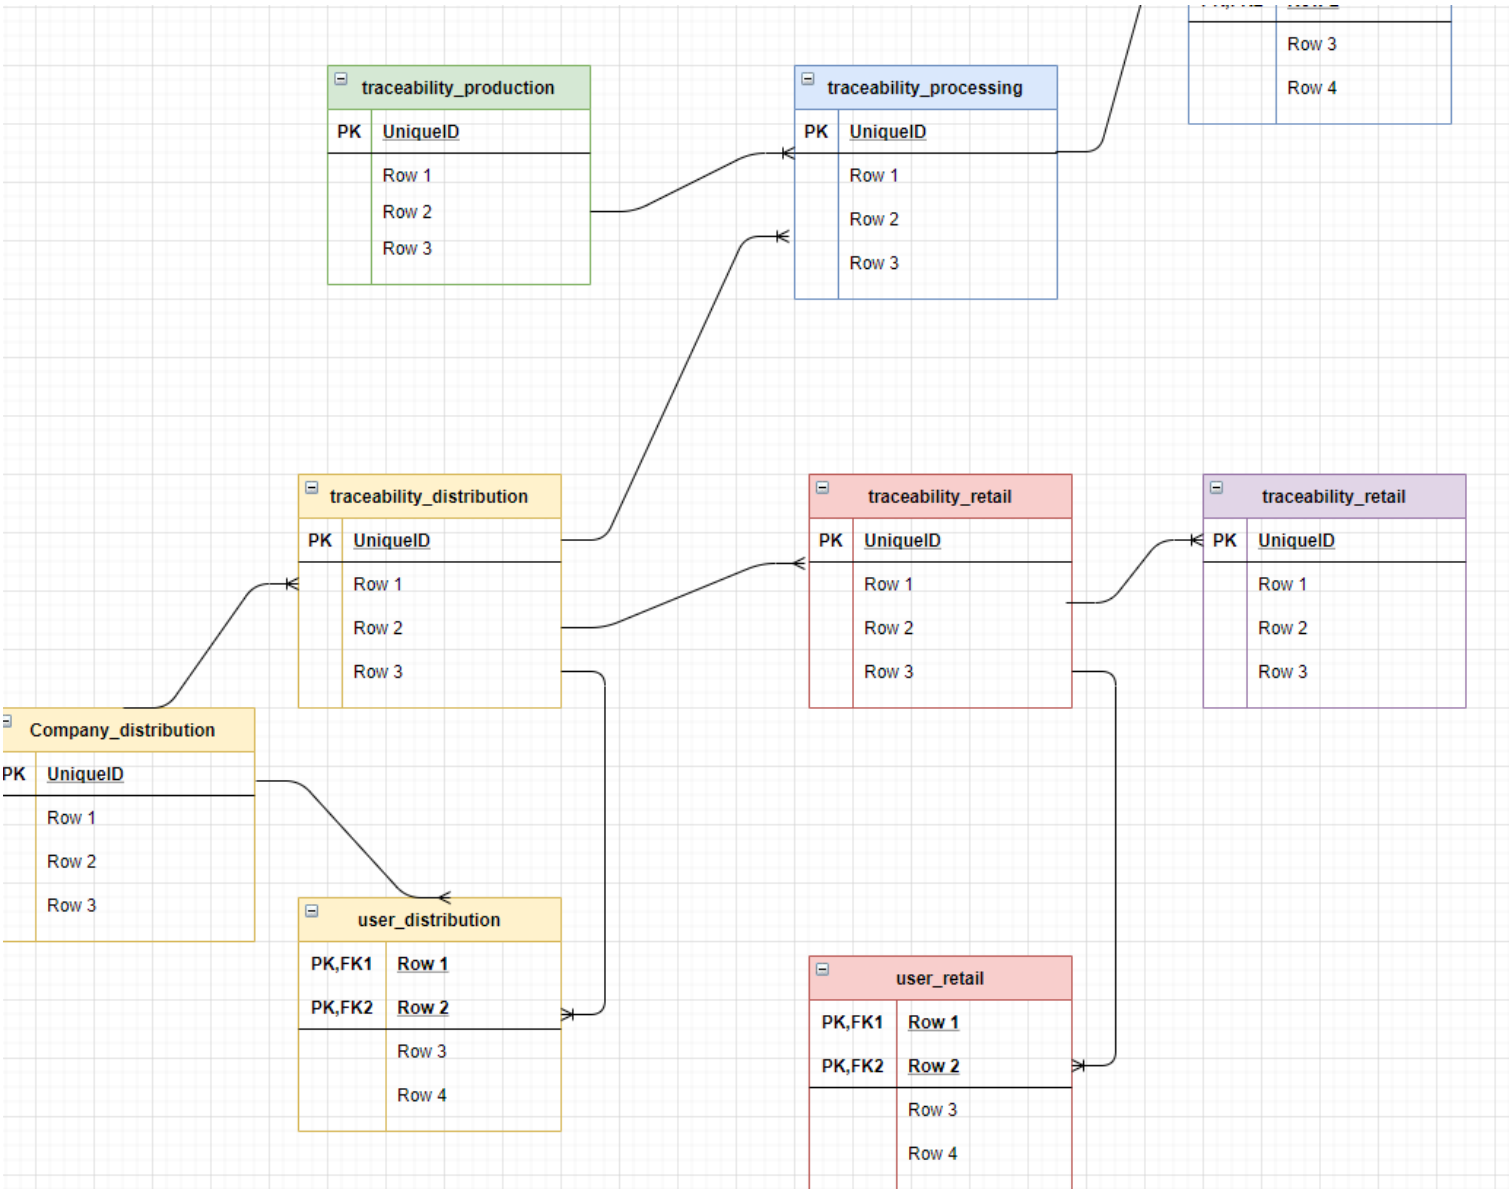 Row 3
Row 4
traceability_production
PK UniqueID
Row 1
Row 2
Row 3
traceability_processing
PK UniqueID
Row 1
Row 2
Row 3
traceability_distribution
PK UniqueID
Row 1
Row 2
Row 3
traceability_retail
PK UniqueID
Row 1
Row 2
Row 3
traceability_retail
PK UniqueID
Row 1
Row 2
Row 3
Company_distribution
PK UniqueID
Row 1
Row 2
Row 3
user_distribution
PK,FK1 Row 1
PK,FK2 Row 2
Row 3
Row 4
user_retail
PK,FK1 Row 1
PK,FK2 Row 2
Row 3
Row 4